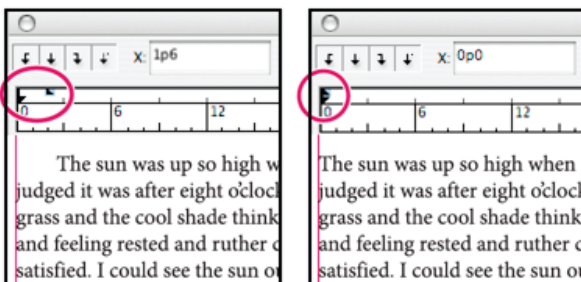 X: 1p6
0 6 12
The sun was up so high w
judged it was after eight o'clock
grass and the cool shade think
and feeling rested and ruther c
satisfied. I could see the sun ou
X: 0p0
0 6 12
The sun was up so high when
judged it was after eight o'clock
grass and the cool shade think
and feeling rested and ruther c
satisfied. I could see the sun ou